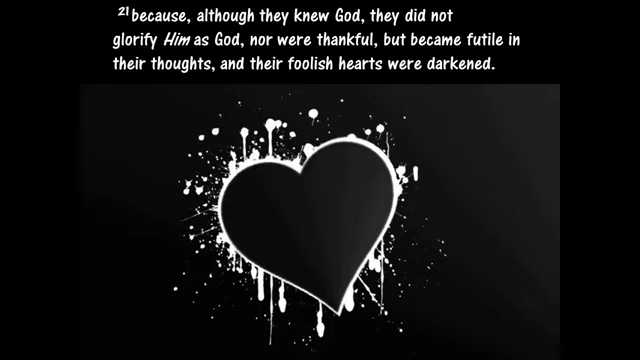 21 because, although they knew God, they did not
glorify Him as God, nor were thankful, but became futile in
their thoughts, and their foolish hearts were darkened.